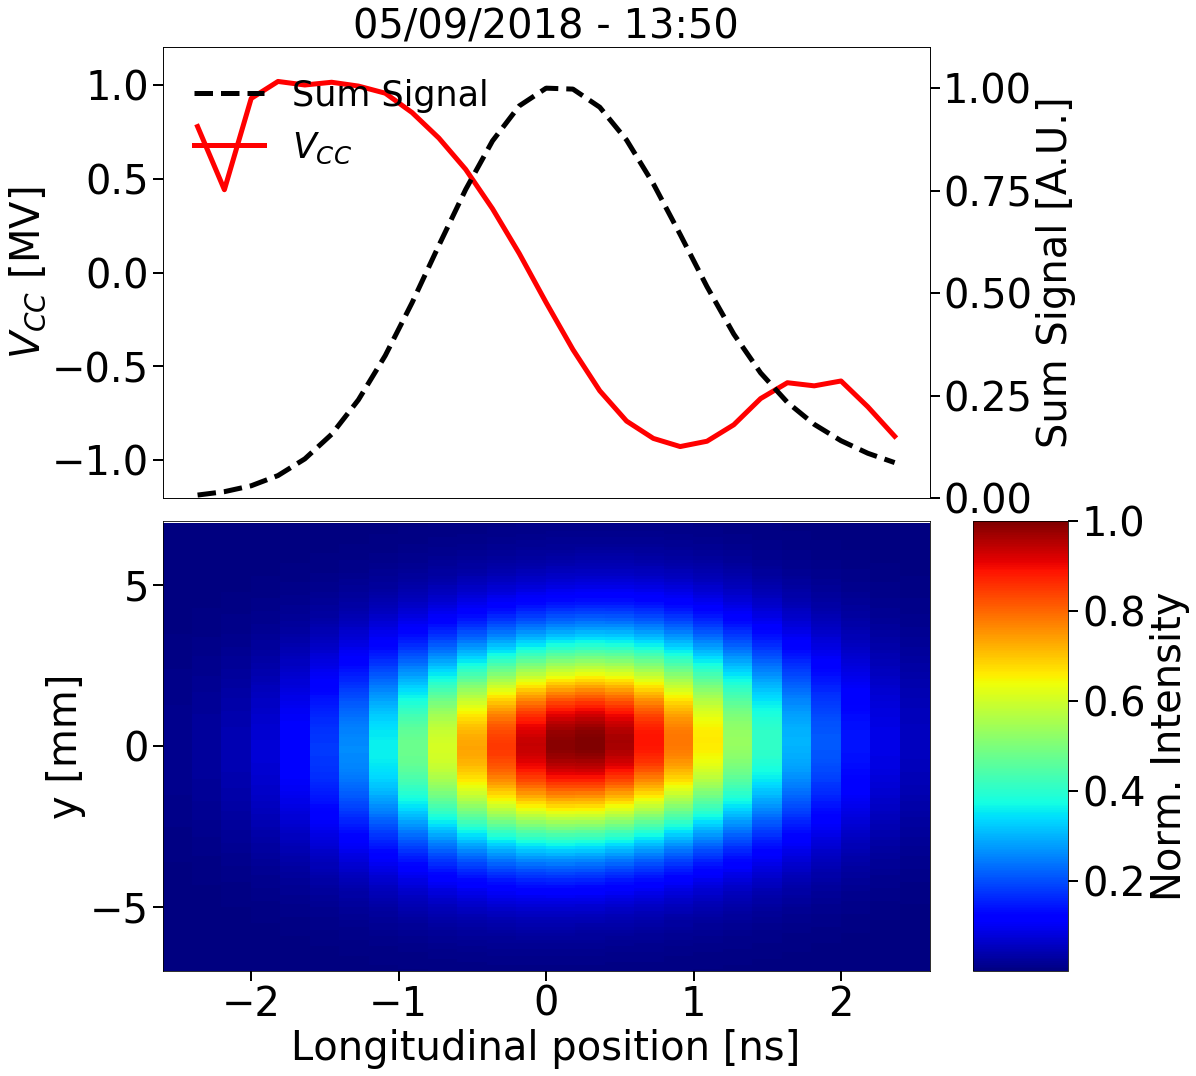 05/09/2018 - 13:50
1.0
0.5
0.0
−0.5
−1.0
V_CC [MV]
Sum Signal
V_CC
1.00
0.75
0.50
0.25
0.00
Sum Signal [A.U.]
5
0
−5
y [mm]
−2
−1
0
1
2
Longitudinal position [ns]
1.0
0.8
0.6
0.4
0.2
Norm. Intensity